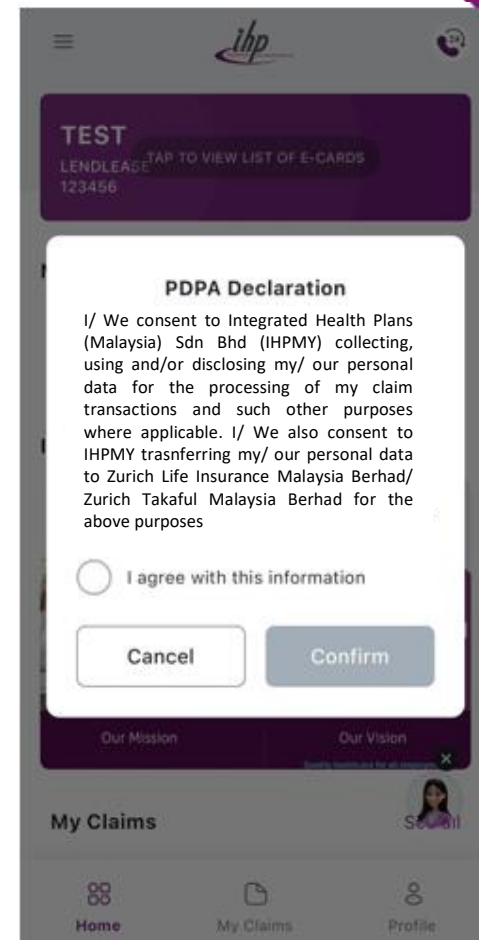 ihp
24
TEST
LENDLEASE
TAP TO VIEW LIST OF E-CARDS
123456
PDPA Declaration
I/ We consent to Integrated Health Plans
(Malaysia) Sdn Bhd (IHPMY) collecting,
using and/or disclosing my/ our personal
data for the processing of my claim
transactions and such other purposes
where applicable. I/ We also consent to
IHPMY trasnferring my/ our personal data
to Zurich Life Insurance Malaysia Berhad/
Zurich Takaful Malaysia Berhad for the
above purposes
I agree with this information
Cancel
Confirm
Our Mission
Our Vision
My Claims
Home
My Claims
Profile